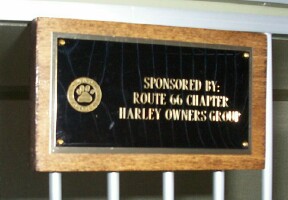 SPONSORED BY:
ROUTE 66 CHAPTER
HARLEY OWNERS GROUP